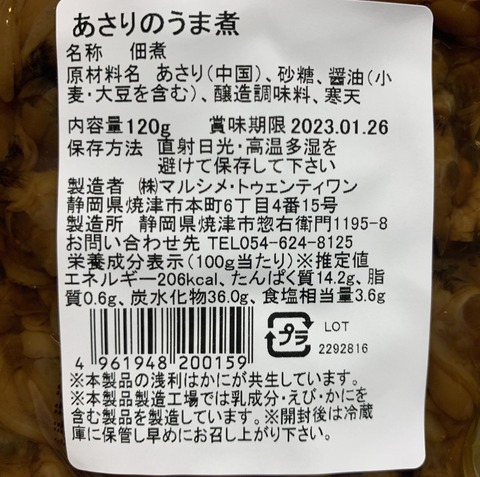 あさりのうま煮
名称 佃煮
原材料名 あさり(中国)、砂糖、醤油(小
麦・大豆を含む)、醸造調味料、寒天
内容量120g 賞味期限 2023.01.26
保存方法 直射日光・高温多湿を
避けて保存して下さい
製造者 ㈱マルシメ・トゥェンティワン
静岡県焼津市本町6丁目4番15号
製造所 静岡県焼津市惣右衛門1195-8
お問い合わせ先 TEL054-624-8125
栄養成分表示(100g当たり)※推定値
エネルギー206kcal、たんぱく質14.2g、脂
質0.6g、炭水化物36.0g、食塩相当量3.6g
プラ
LOT
2292816
4 961948 200159
※本製品の浅利はかにが共生しています。
※本製品製造工場では乳成分・えび・かにを
含む製品を製造しています。※開封後は冷蔵
庫に保管し早めにお召し上がり下さい。